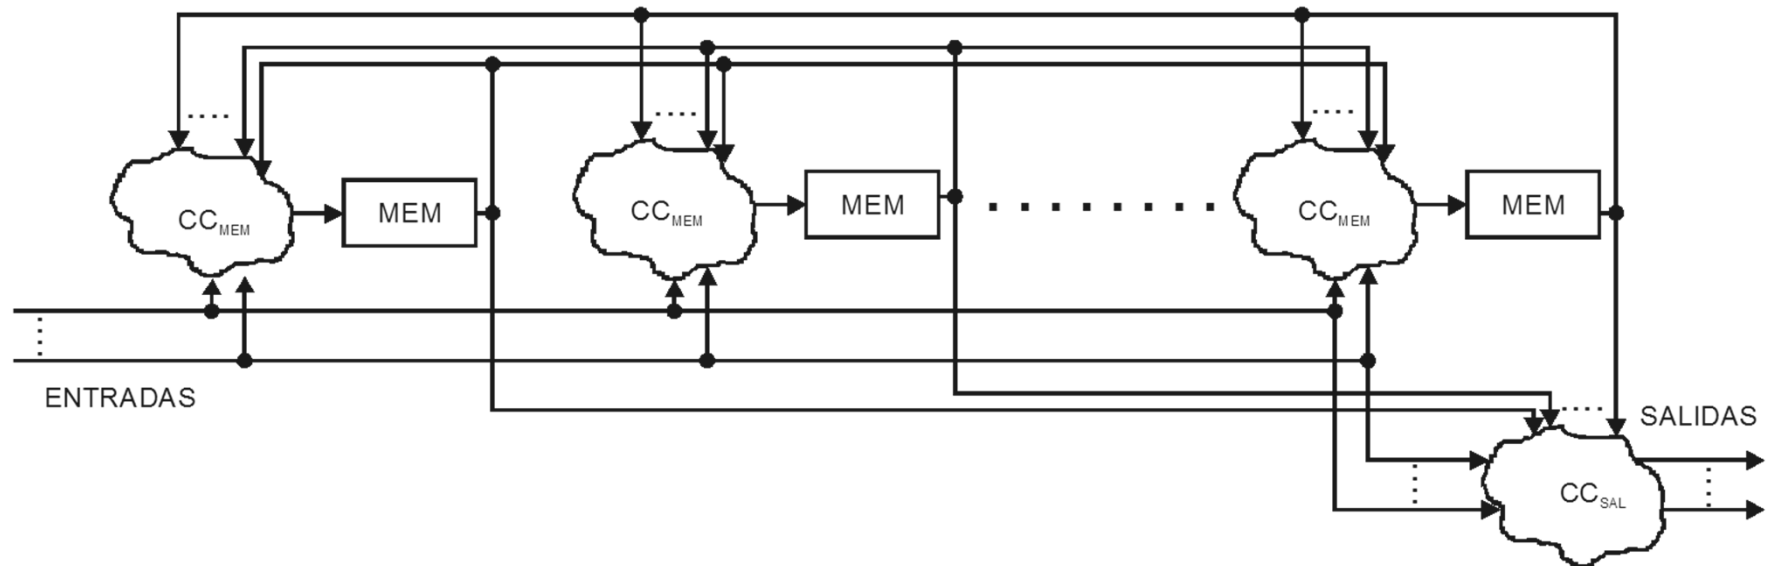 CCMEM
MEM
CCMEM
MEM
CCMEM
MEM
ENTRADAS
SALIDAS
CCSAL